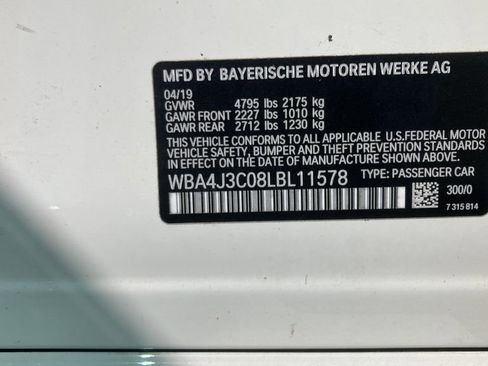 MFD BY BAYERISCHE MOTOREN WERKE AG
04/19
GVWR 4795 lbs 2175 kg
GAWR FRONT 2227 lbs 1010 kg
GAWR REAR 2712 lbs 1230 kg
THIS VEHICLE CONFORMS TO ALL APPLICABLE U.S.FEDERAL MOTOR
VEHICLE SAFETY, BUMPER AND THEFT PREVENTION STANDARDS
IN EFFECT ON THE DATE OF MANUFACTURE SHOWN ABOVE.
WBA4J3C08LBL11578 TYPE: PASSENGER CAR
300/0
7 315 814